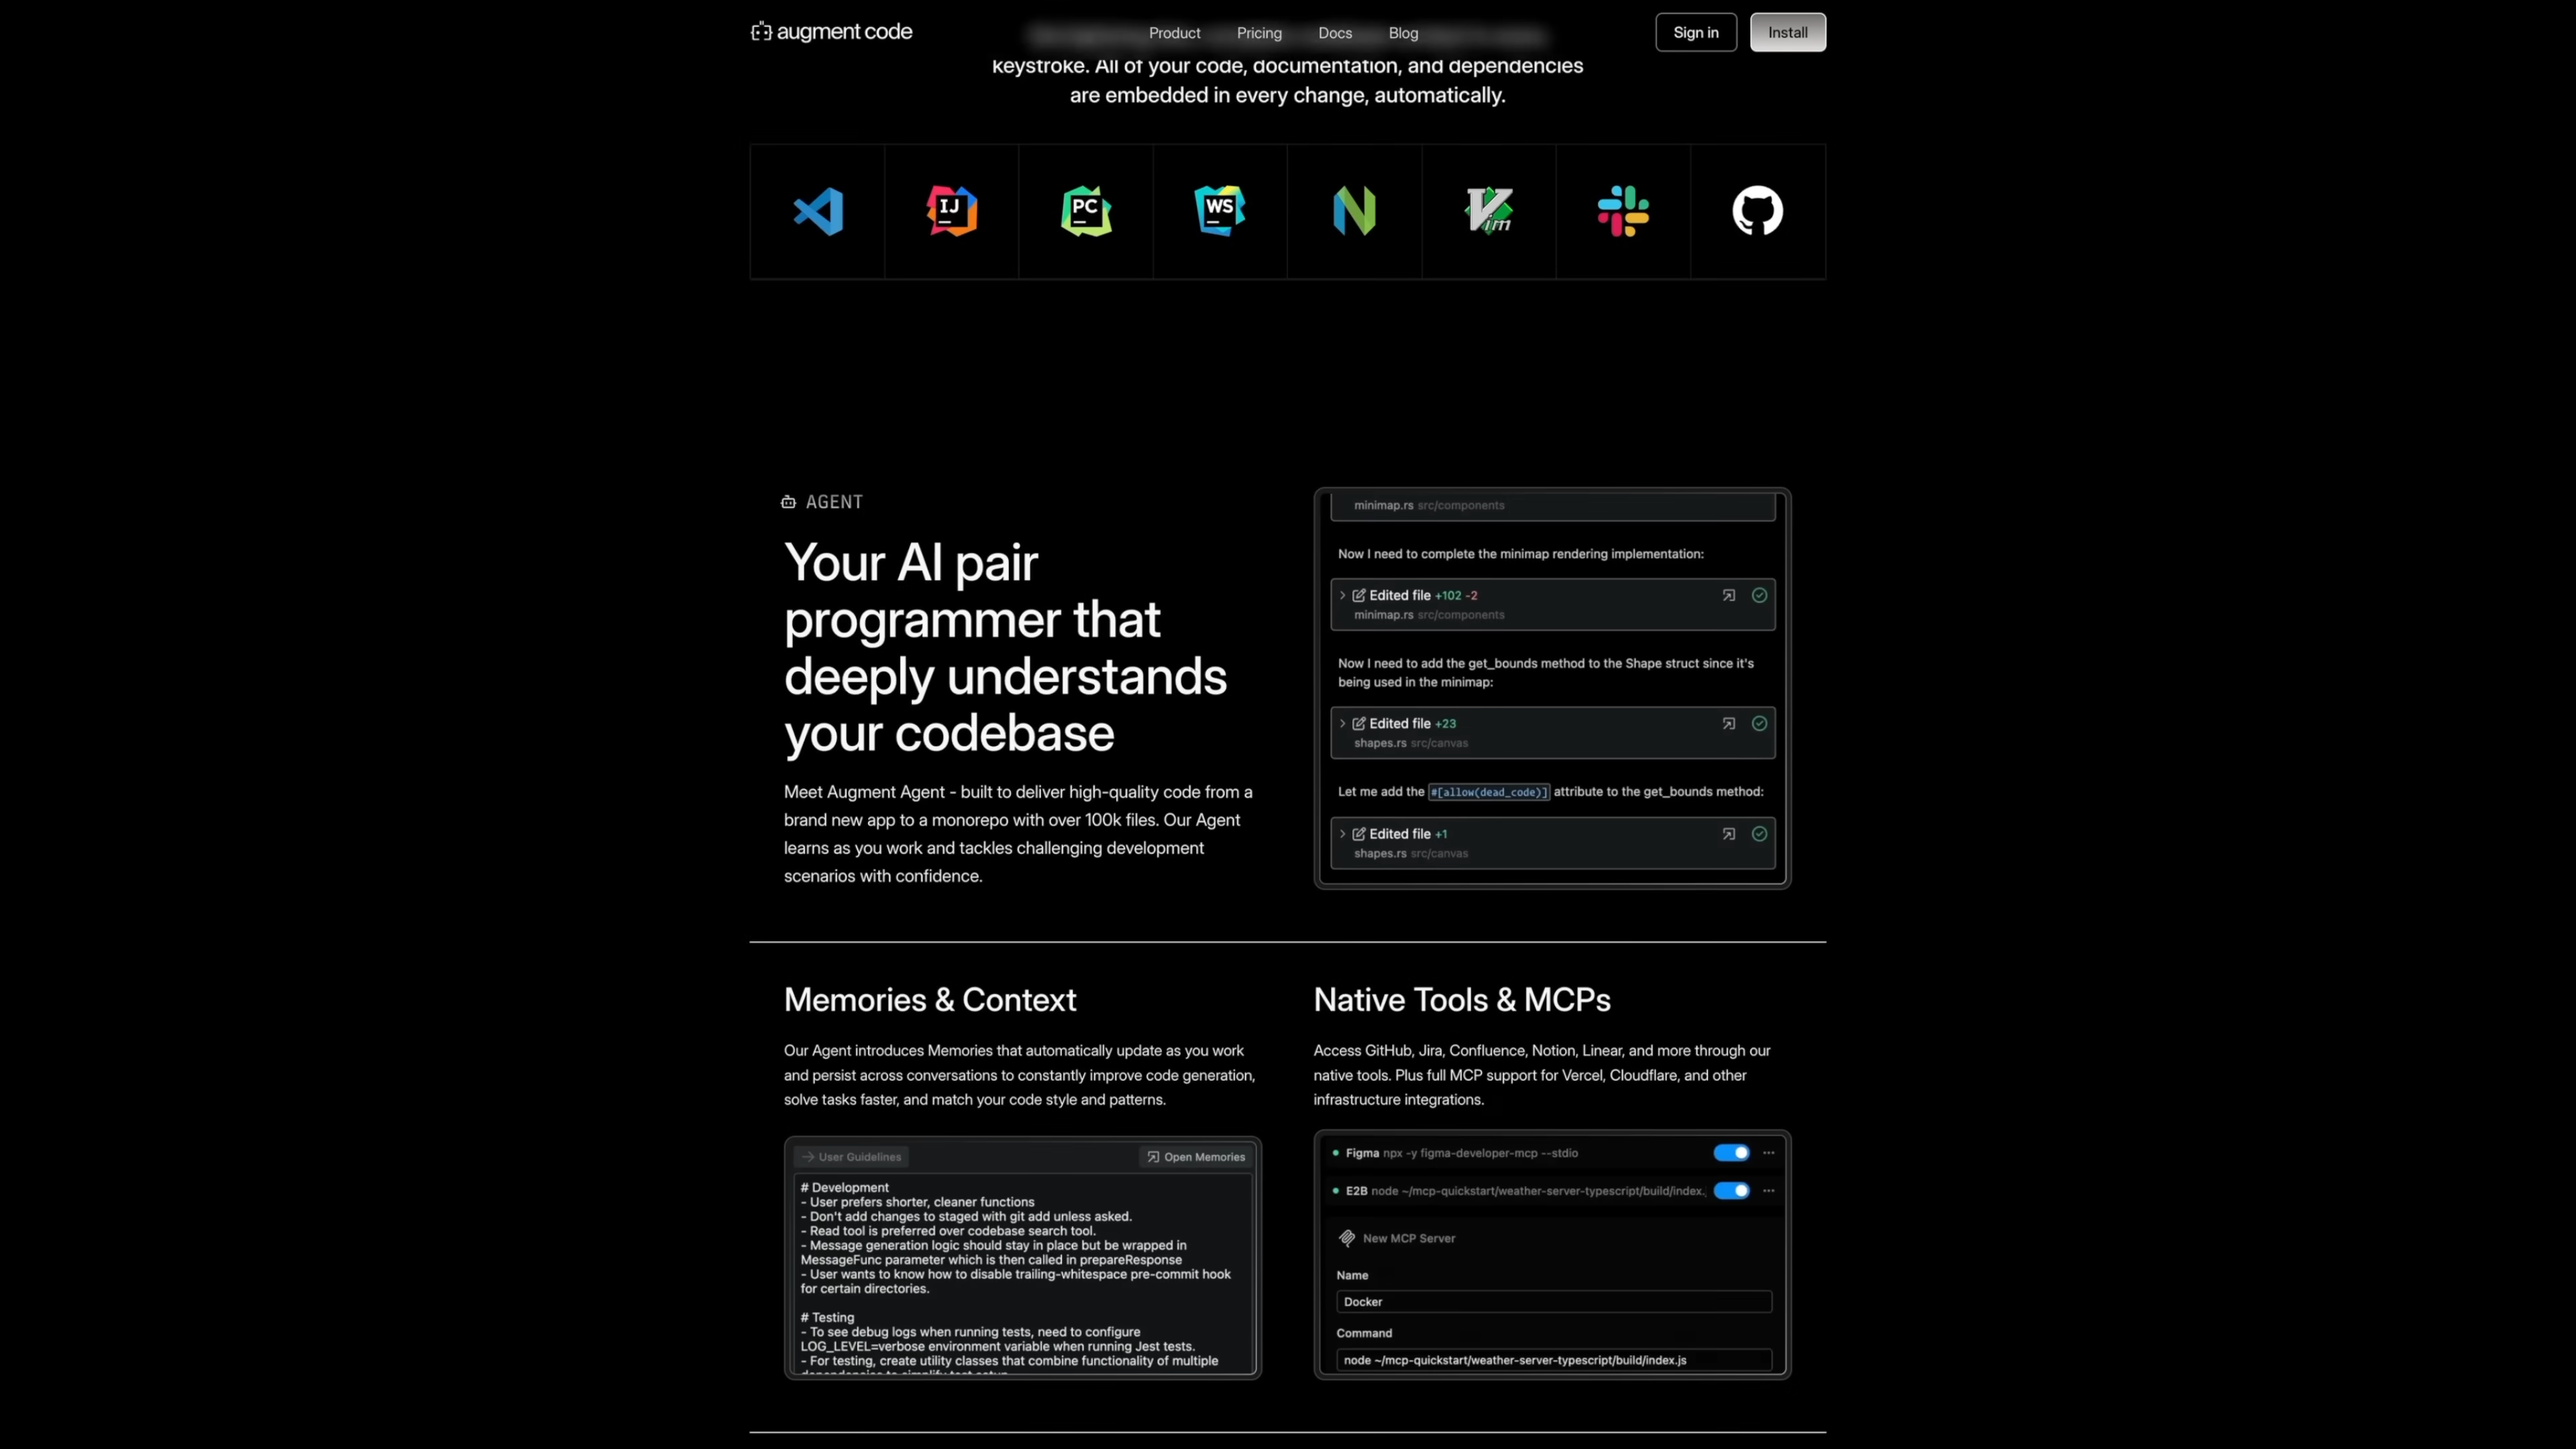 augment code
Product
Pricing
Docs
Blog
Sign in
Install
keystroke. All of your code, documentation, and dependencies
are embedded in every change, automatically.
IJ
PC
WS
Vim
AGENT
Your AI pair
programmer that
deeply understands
your codebase
Meet Augment Agent - built to deliver high-quality code from a
brand new app to a monorepo with over 100k files. Our Agent
learns as you work and tackles challenging development
scenarios with confidence.
minimap.rs src/components
Now I need to complete the minimap rendering implementation:
Edited file +102 -2
minimap.rs src/components
Now I need to add the get_bounds method to the Shape struct since it's
being used in the minimap:
Edited file +23
shapes.rs src/canvas
Let me add the #[allow(dead_code)] attribute to the get_bounds method:
Edited file +1
shapes.rs src/canvas
Memories & Context
Our Agent introduces Memories that automatically update as you work
and persist across conversations to constantly improve code generation,
solve tasks faster, and match your code style and patterns.
User Guidelines
Open Memories
# Development
- User prefers shorter, cleaner functions
- Don't add changes to staged with git add unless asked.
- Read tool is preferred over codebase search tool.
- Message generation logic should stay in place but be wrapped in
MessageFunc parameter which is then called in prepareResponse
- User wants to know how to disable trailing-whitespace pre-commit hook
for certain directories.
# Testing
- To see debug logs when running tests, need to configure
LOG_LEVEL=verbose environment variable when running Jest tests.
- For testing, create utility classes that combine functionality of multiple
Native Tools & MCPs
Access GitHub, Jira, Confluence, Notion, Linear, and more through our
native tools. Plus full MCP support for Vercel, Cloudflare, and other
infrastructure integrations.
Figma npx -y figma-developer-mcp --stdio
E2B node ~/mcp-quickstart/weather-server-typescript/build/index.
New MCP Server
Name
Docker
Command
node ~/mcp-quickstart/weather-server-typescript/build/index.js